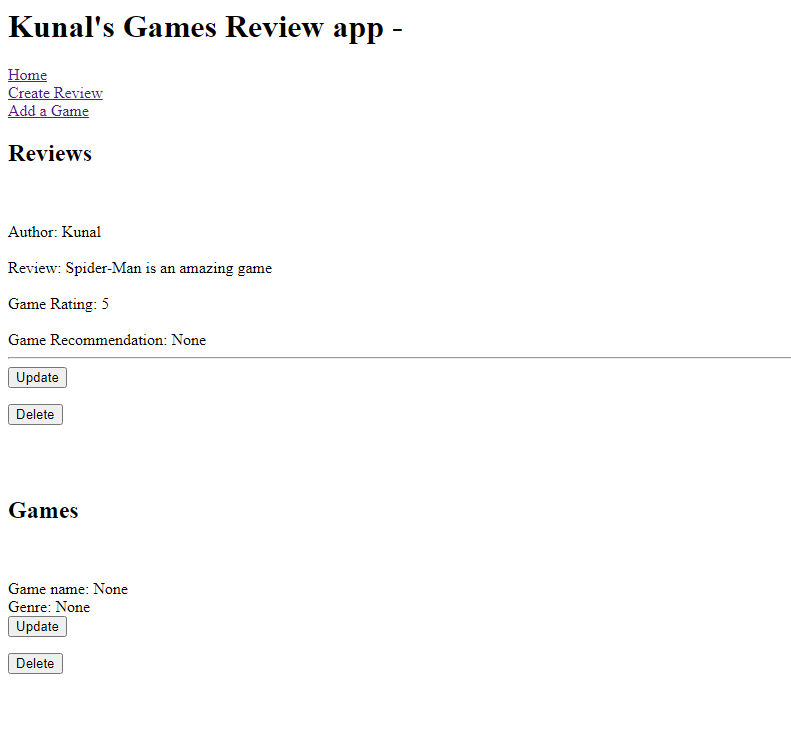 Kunal's Games Review app -
Home
Create Review
Add a Game
Reviews
Author: Kunal
Review: Spider-Man is an amazing game
Game Rating: 5
Game Recommendation: None
Update
Delete
Games
Game name: None
Genre: None
Update
Delete